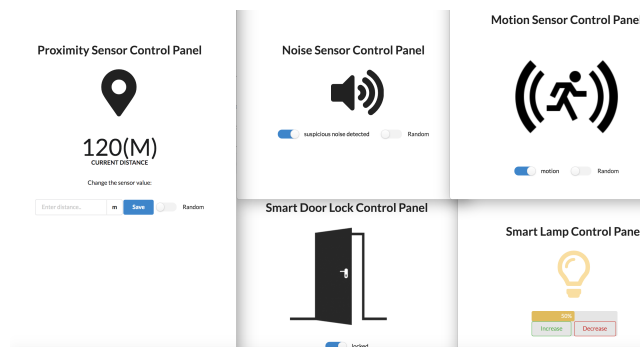 Proximity Sensor Control Panel
120(M)
CURRENT DISTANCE
Change the sensor value:
Enter distance..
m
Save
Random
Noise Sensor Control Panel
suspicious noise detected
Random
Motion Sensor Control Pane
motion
Random
Smart Door Lock Control Panel
locked
Smart Lamp Control Pane
50%
Increase
Decrease